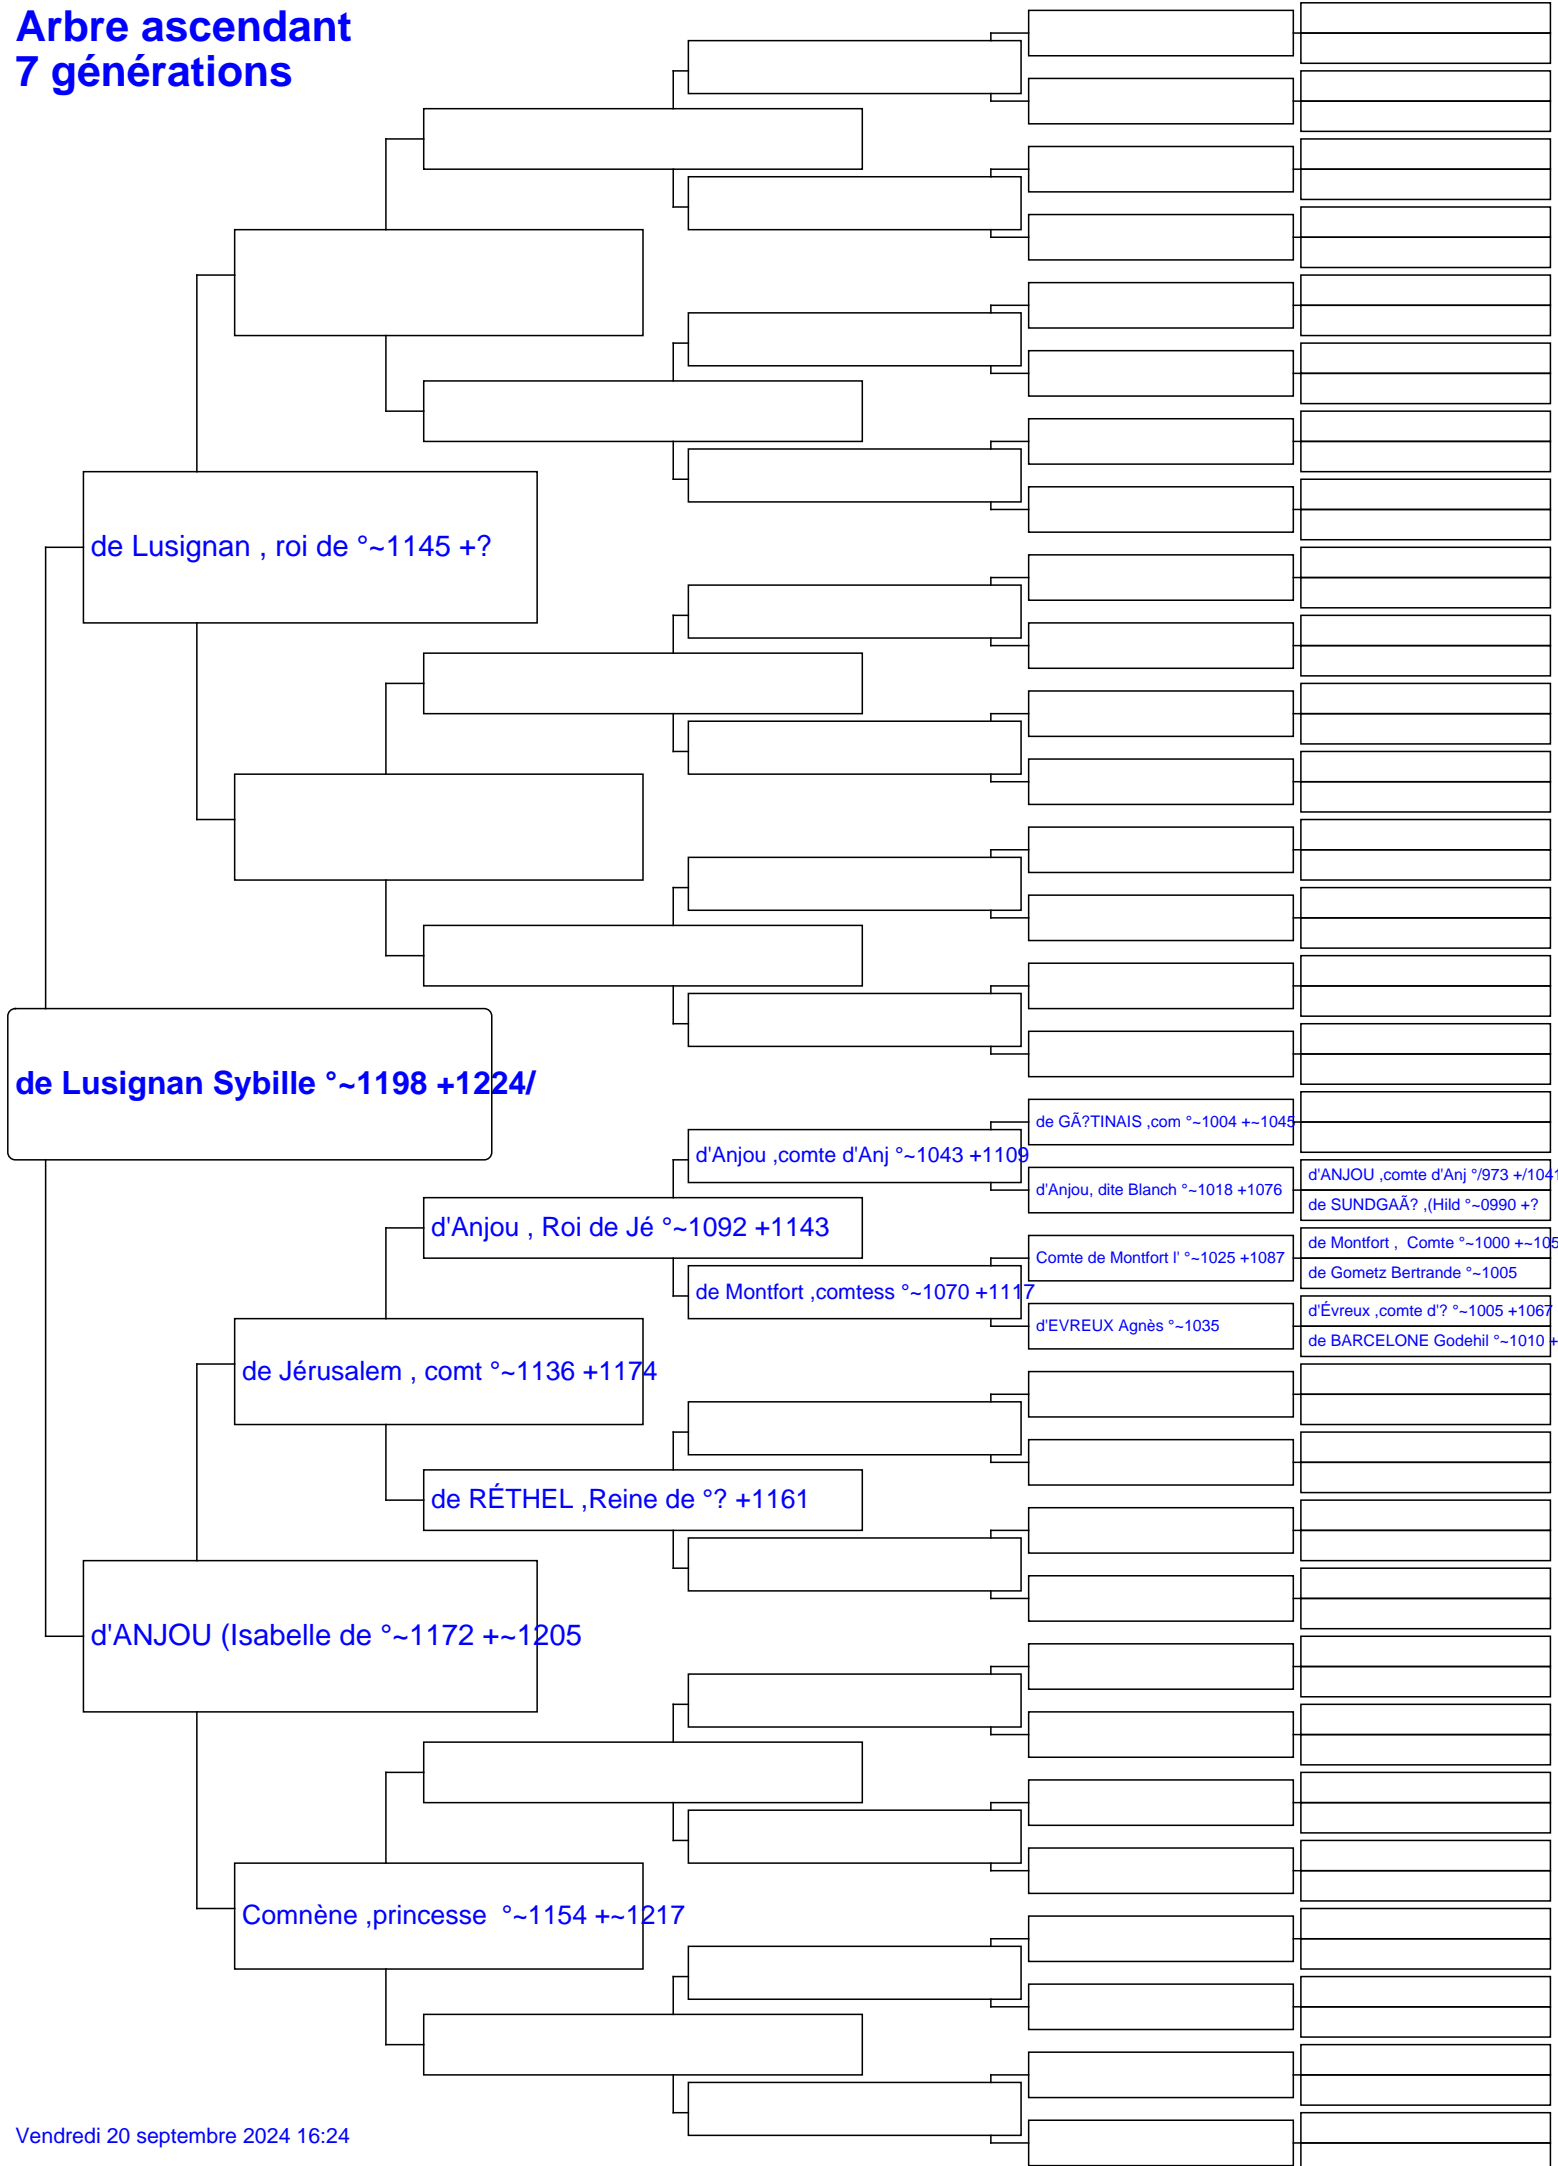 Arbre ascendant
7 générations
de Lusignan , roi de °~1145 +?
de Lusignan Sybille °~1198 +1224/
de GÃ?TINAIS ,com °~1004 +~1045
d'Anjou ,comte d'Anj °~1043 +1109
d'ANJOU ,comte d'Anj °/973 +/1041
d'Anjou, dite Blanch °~1018 +1076
de SUNDGAÃ? ,(Hild °~0990 +?
d'Anjou , Roi de Jé °~1092 +1143
de Montfort ,  Comte °~1000 +~105
Comte de Montfort l' °~1025 +1087
de Gometz Bertrande °~1005
de Montfort ,comtess °~1070 +1117
d'Évreux ,comte d'? °~1005 +1067
d'EVREUX Agnès °~1035
de BARCELONE Godehil °~1010 +
de Jérusalem , comt °~1136 +1174
de RÉTHEL ,Reine de °? +1161
d'ANJOU (Isabelle de °~1172 +~1205
Comnène ,princesse  °~1154 +~1217
Vendredi 20 septembre 2024 16:24